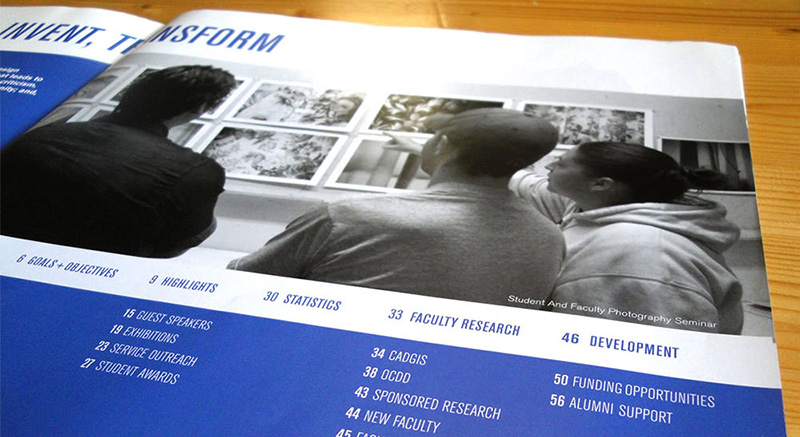 INVENT, TRANSFORM
Student And Faculty Photography Seminar
6 GOALS + OBJECTIVES
9 HIGHLIGHTS
15 GUEST SPEAKERS
19 EXHIBITIONS
23 SERVICE OUTREACH
27 STUDENT AWARDS
30 STATISTICS
33 FACULTY RESEARCH
34 CADGIS
38 OCDD
43 SPONSORED RESEARCH
44 NEW FACULTY
45
46 DEVELOPMENT
50 FUNDING OPPORTUNITIES
56 ALUMNI SUPPORT